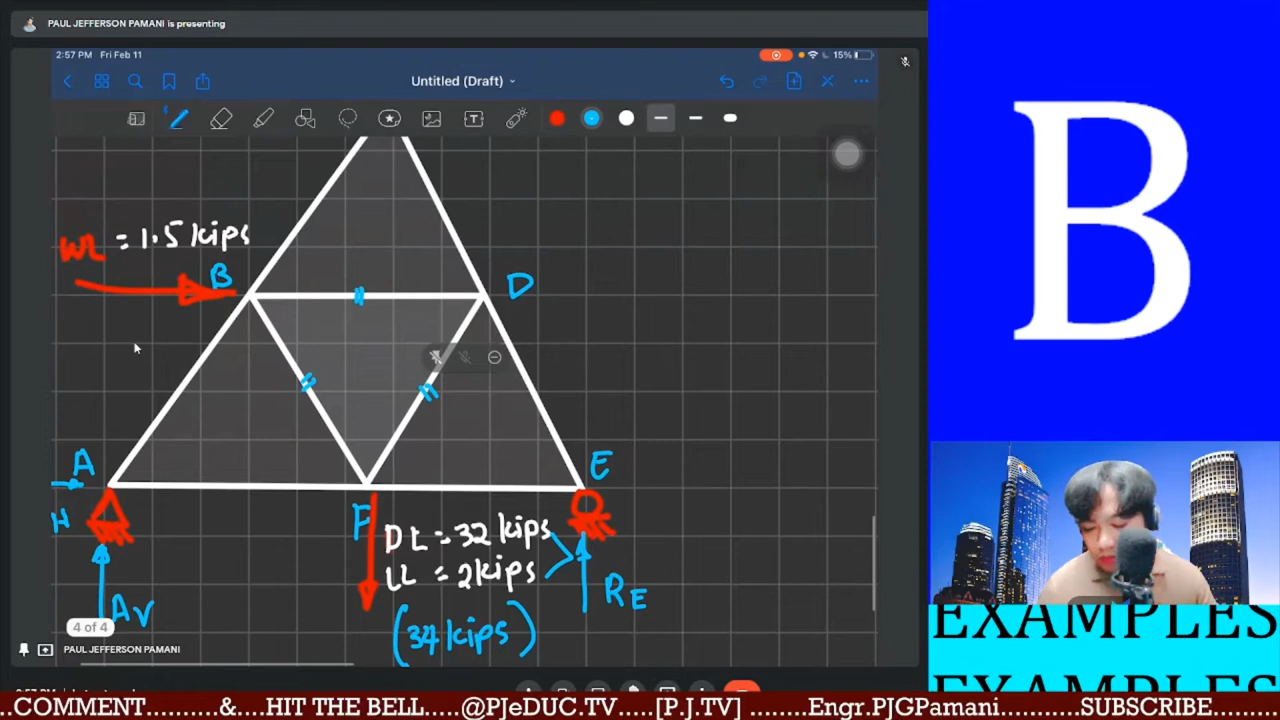 PAUL JEFFERSON PAMANI is presenting
2:57 PM Fri Feb 11
15%
Untitled (Draft)
T
WL = 1.5 kips
B
D
A
E
H
F
DL = 32 kips
LL = 2 kips
(34 kips)
AV
RE
4 of 4
PAUL JEFFERSON PAMANI
B
EXAMPLES
EXAMPLES
..COMMENT.........&....HIT THE BELL.....@PJeDUC.TV.....[P.J.TV] .......Engr.PJGPamani.......SUBSCRIBE..........